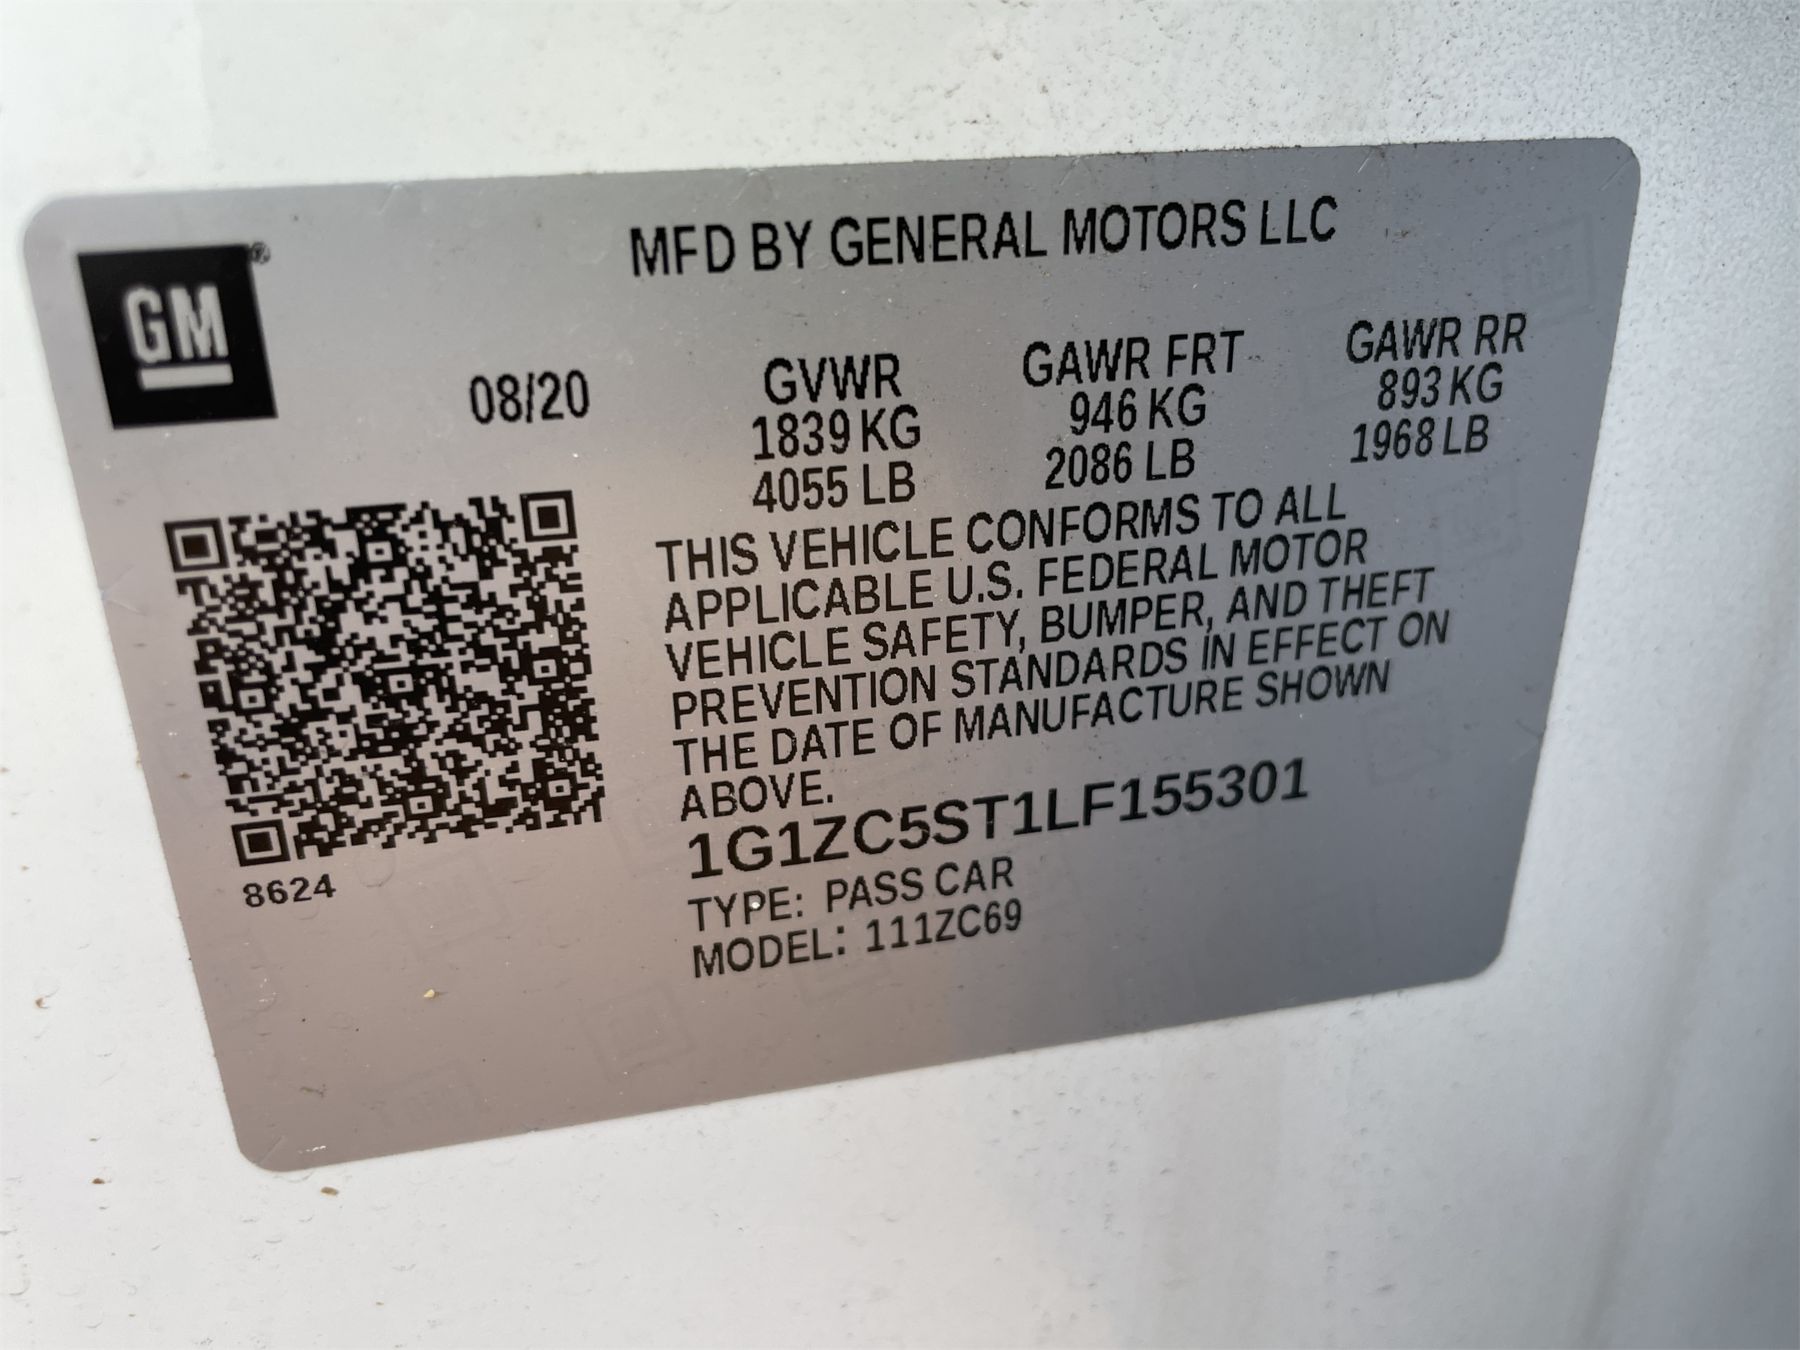 MFD BY GENERAL MOTORS LLC
GM®
08/20
GVWR
1839 KG
4055 LB
GAWR FRT
946 KG
2086 LB
GAWR RR
893 KG
1968 LB
THIS VEHICLE CONFORMS TO ALL
APPLICABLE U.S. FEDERAL MOTOR
VEHICLE SAFETY, BUMPER, AND THEFT
PREVENTION STANDARDS IN EFFECT ON
THE DATE OF MANUFACTURE SHOWN
ABOVE.
1G1ZC5ST1LF155301
TYPE: PASS CAR
MODEL: 111ZC69
8624